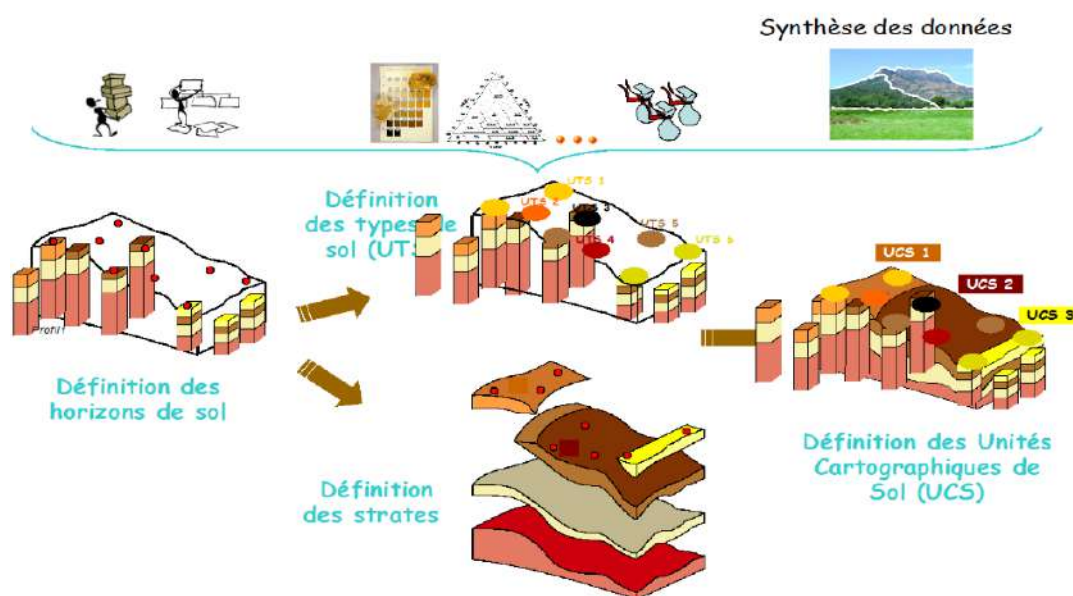 Synthèse des données
Définition
des types de
sol (UTS
UTS 1
UTS 2
UTS 3
UTS 4
UTS 5
UTS 6
Profil
Définition des
horizons de sol
Définition
des strates
UCS 1
UCS 2
UCS 3
Définition des Unités
Cartographiques de
Sol (UCS)